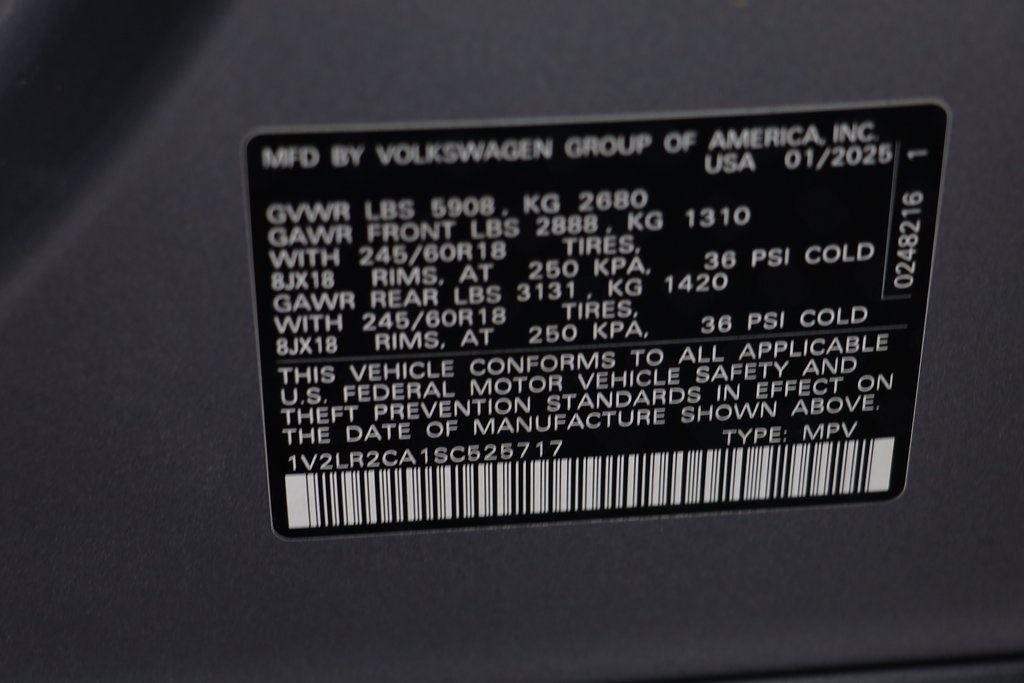 MFD BY VOLKSWAGEN GROUP OF AMERICA, INC.
USA 01/2025
GVWR LBS 5908, KG 2680
GAWR FRONT LBS 2888, KG 1310
WITH 245/60R18 TIRES,
8JX18 RIMS, AT 250 KPA, 36 PSI COLD
GAWR REAR LBS 3131, KG 1420
WITH 245/60R18 TIRES,
8JX18 RIMS, AT 250 KPA, 36 PSI COLD
THIS VEHICLE CONFORMS TO ALL APPLICABLE
U.S. FEDERAL MOTOR VEHICLE SAFETY AND
THEFT PREVENTION STANDARDS IN EFFECT ON
THE DATE OF MANUFACTURE SHOWN ABOVE.
1V2LR2CA1SC525717 TYPE: MPV
0248216 1